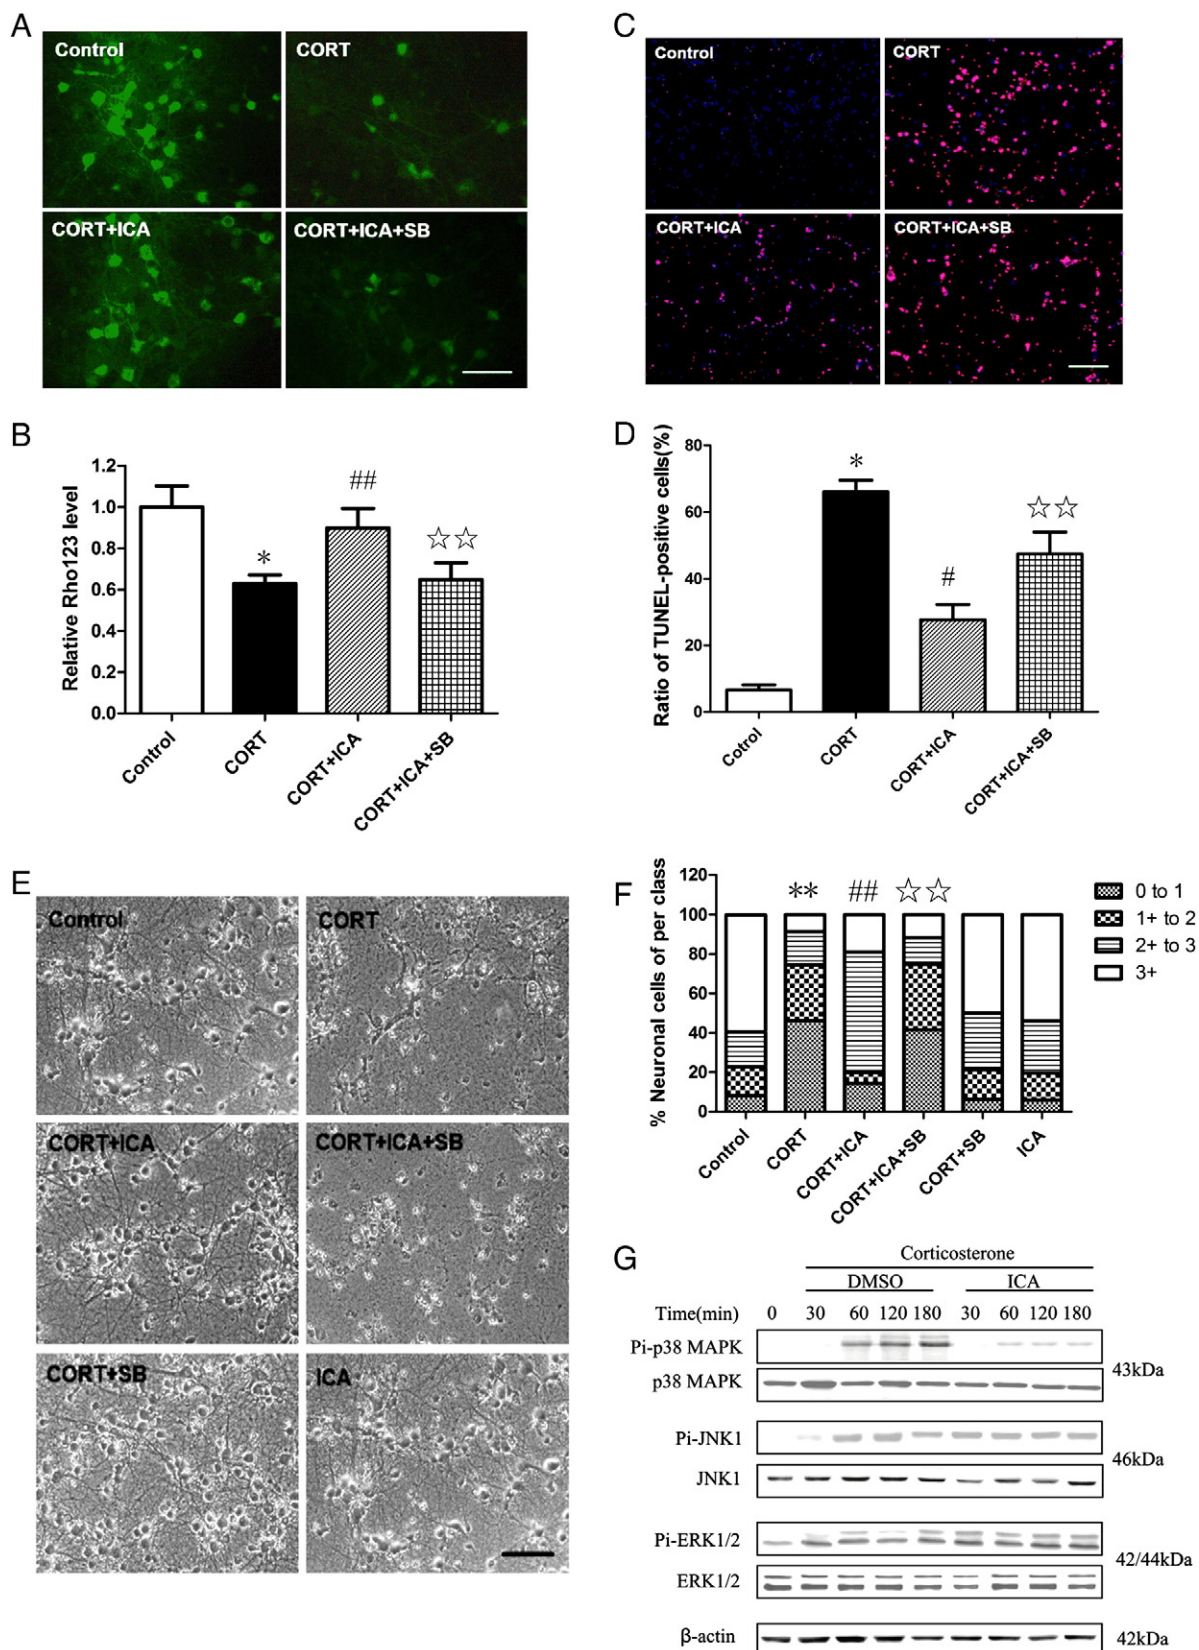 A
Control
CORT
CORT+ICA
CORT+ICA+SB
C
Control
CORT
CORT+ICA
CORT+ICA+SB
B
Relative Rho123 level
1.2
1.0
0.8
0.6
0.4
0.2
0.0
*
##
☆☆
Control
CORT
CORT+ICA
CORT+ICA+SB
D
Ratio of TUNEL-positive cells(%)
80
60
40
20
0
*
#
☆☆
Cotrol
CORT
CORT+ICA
CORT+ICA+SB
E
Control
CORT
CORT+ICA
CORT+ICA+SB
CORT+SB
ICA
F
% Neuronal cells of per class
120
100
80
60
40
20
0
**
##
☆☆
Control
CORT
CORT+ICA
CORT+ICA+SB
CORT+SB
ICA
0 to 1
1+ to 2
2+ to 3
3+
G
Corticosterone
DMSO ICA
Time(min) 0 30 60 120 180 30 60 120 180
Pi-p38 MAPK
43kDa
p38 MAPK
Pi-JNK1
46kDa
JNK1
Pi-ERK1/2
42/44kDa
ERK1/2
β-actin 42kDa